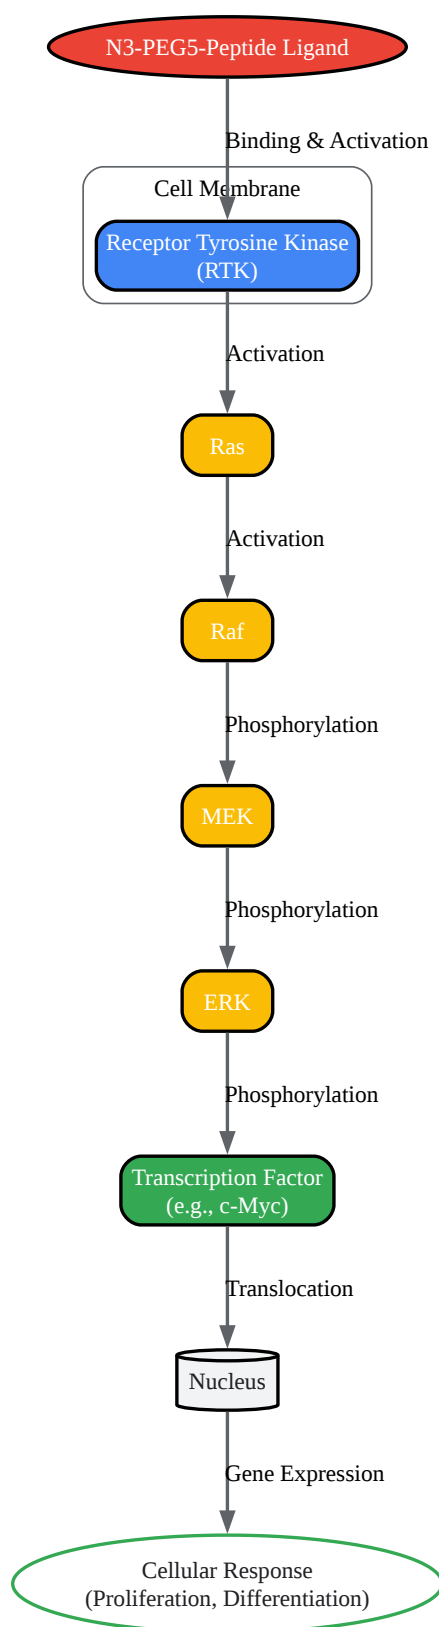 N3-PEG5-Peptide Ligand
Binding & Activation
Cell Membrane
Receptor Tyrosine Kinase
(RTK)
Activation
Ras
Activation
Raf
Phosphorylation
MEK
Phosphorylation
ERK
Phosphorylation
Transcription Factor
(e.g., c-Myc)
Translocation
Nucleus
Gene Expression
Cellular Response
(Proliferation, Differentiation)